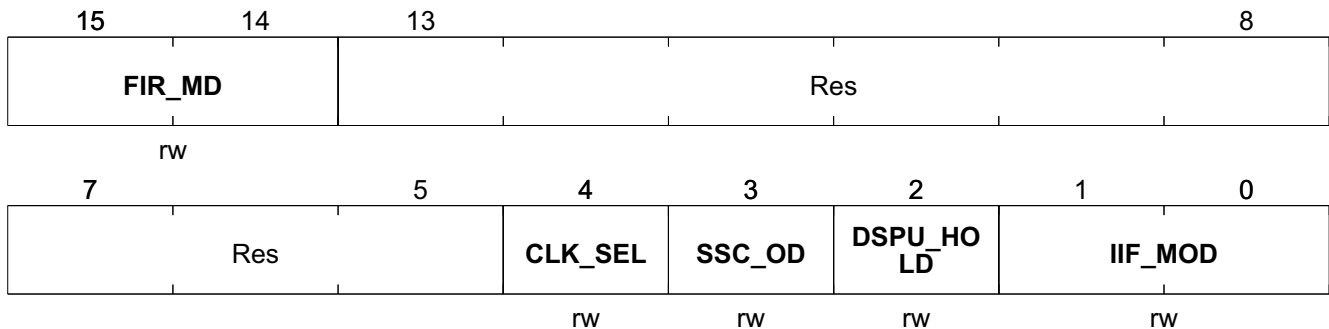 15 14 13 8
FIR_MD Res
rw
7 5 4 3 2 1 0
Res CLK_SEL SSC_OD DSPU_HO
LD IIF_MOD
rw rw rw rw